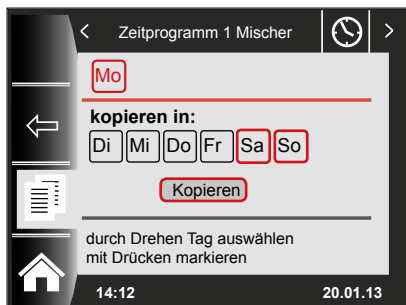 Zeitprogramm 1 Mischer
Mo
kopieren in:
Di Mi Do Fr Sa So
Kopieren
durch Drehen Tag auswählen
mit Drücken markieren
14:12 20.01.13